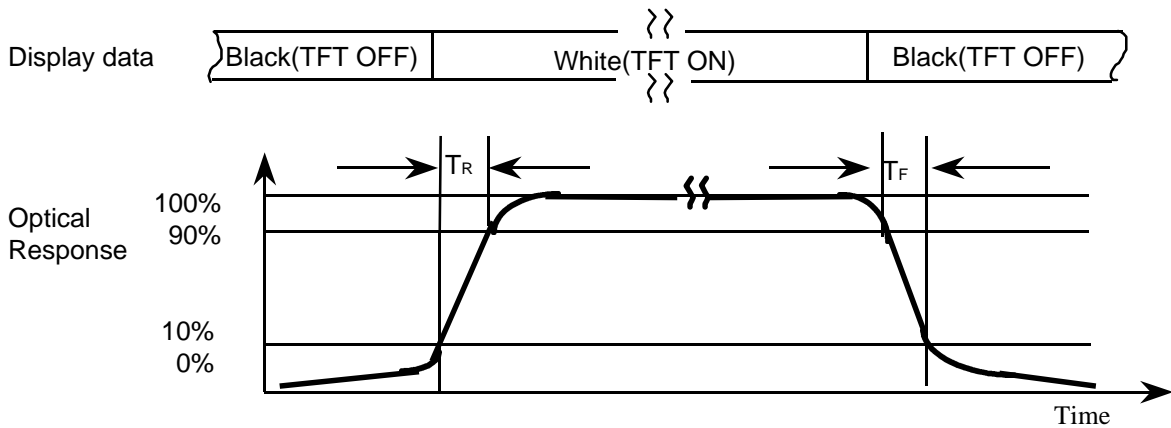 Display data
Black(TFT OFF)
White(TFT ON)
Black(TFT OFF)
TR
TF
Optical
Response
100%
90%
10%
0%
Time